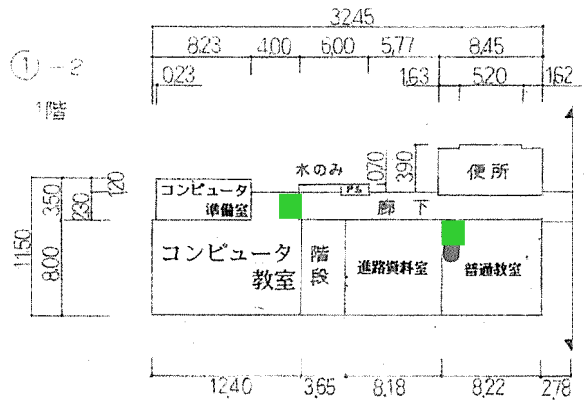 32.45
8.23 4.00 6.00 5.77 8.45
①-2
0.23 1.63 5.20 1.62
1階
水のみ 0.70 3.90 便所
1.20
コンピュータ
準備室
P.S
廊下
11.50 3.50 2.30
8.00
コンピュータ
教室
階段
進路資料室
普通教室
12.40 3.65 8.18 8.22 2.78